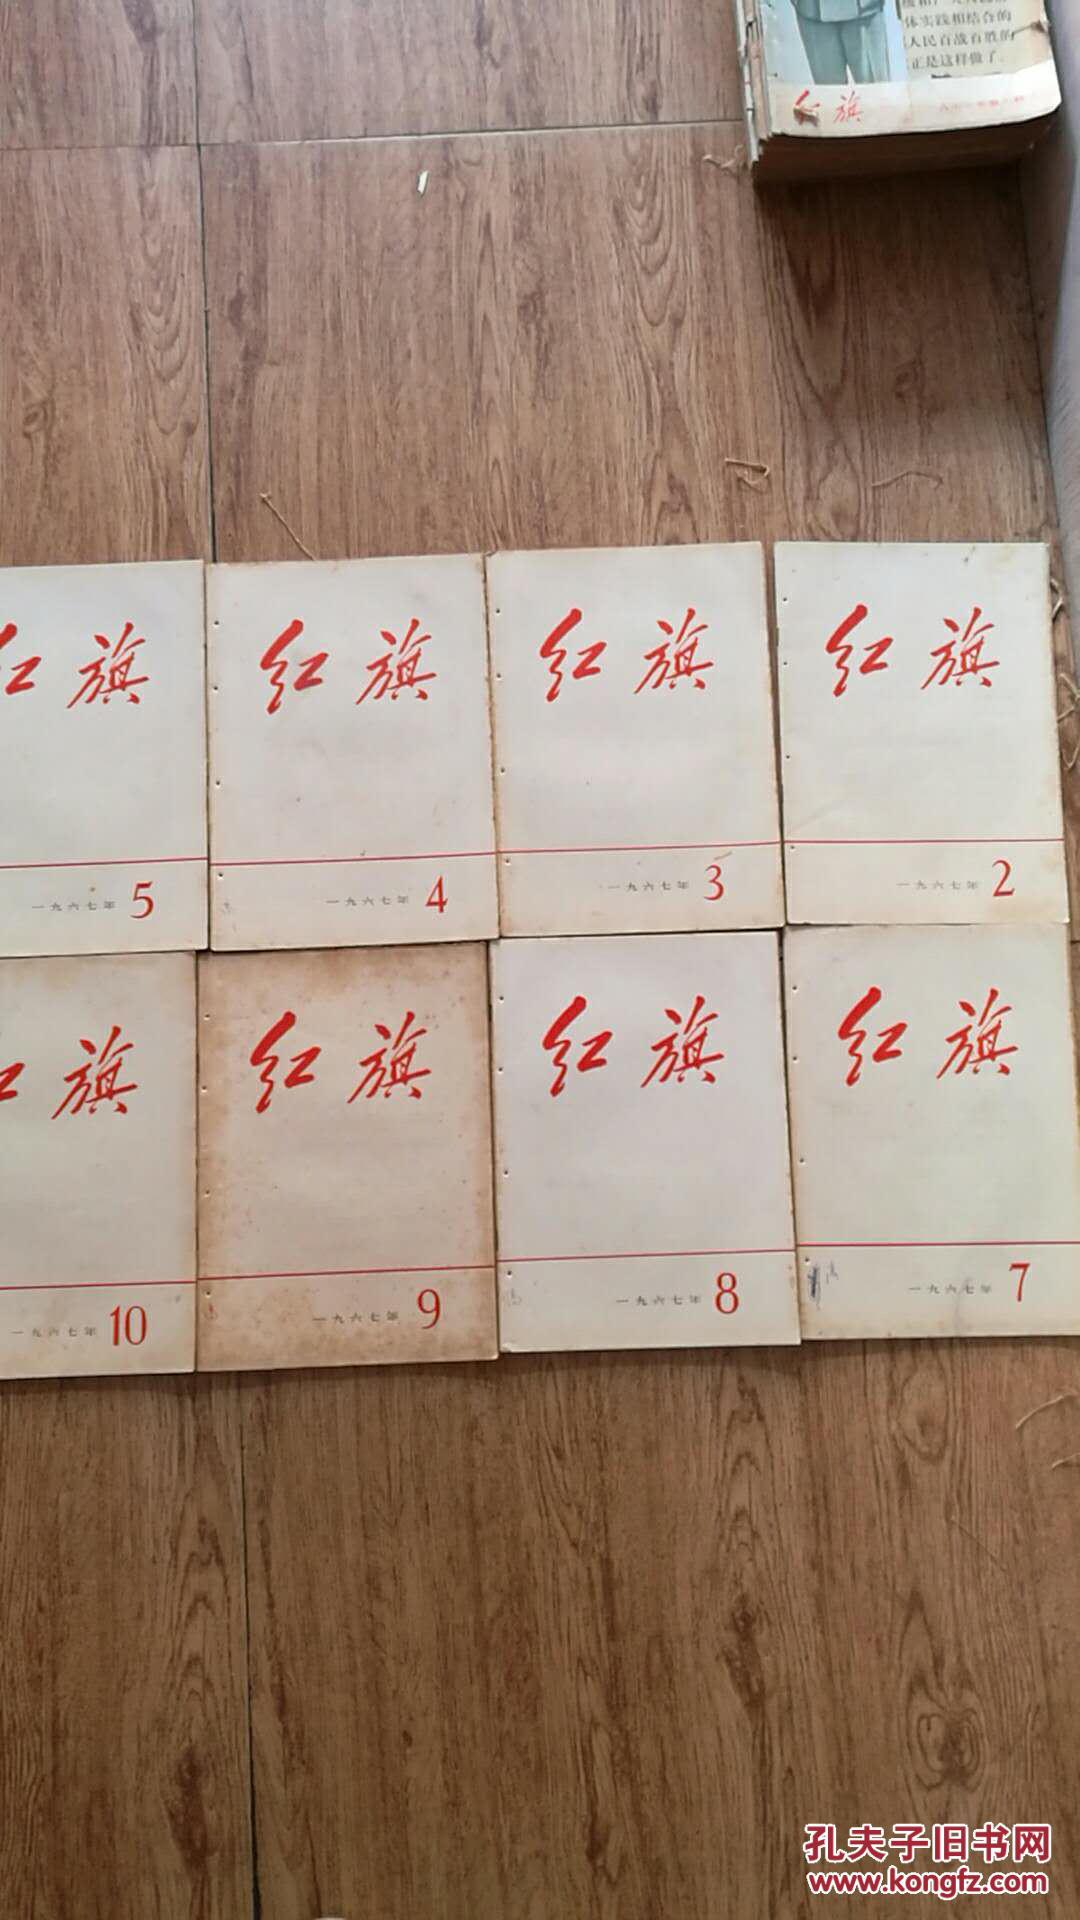 体实践相结合的
人民百战百胜的
正是这样做了.
红旗
红旗
一九六七年 5
红旗
一九六七年 4
红旗
一九六七年 3
红旗
一九六七年 2
红旗
一九六七年 10
红旗
一九六七年 9
红旗
一九六七年 8
红旗
一九六七年 7
孔夫子旧书网
www.kongfz.com